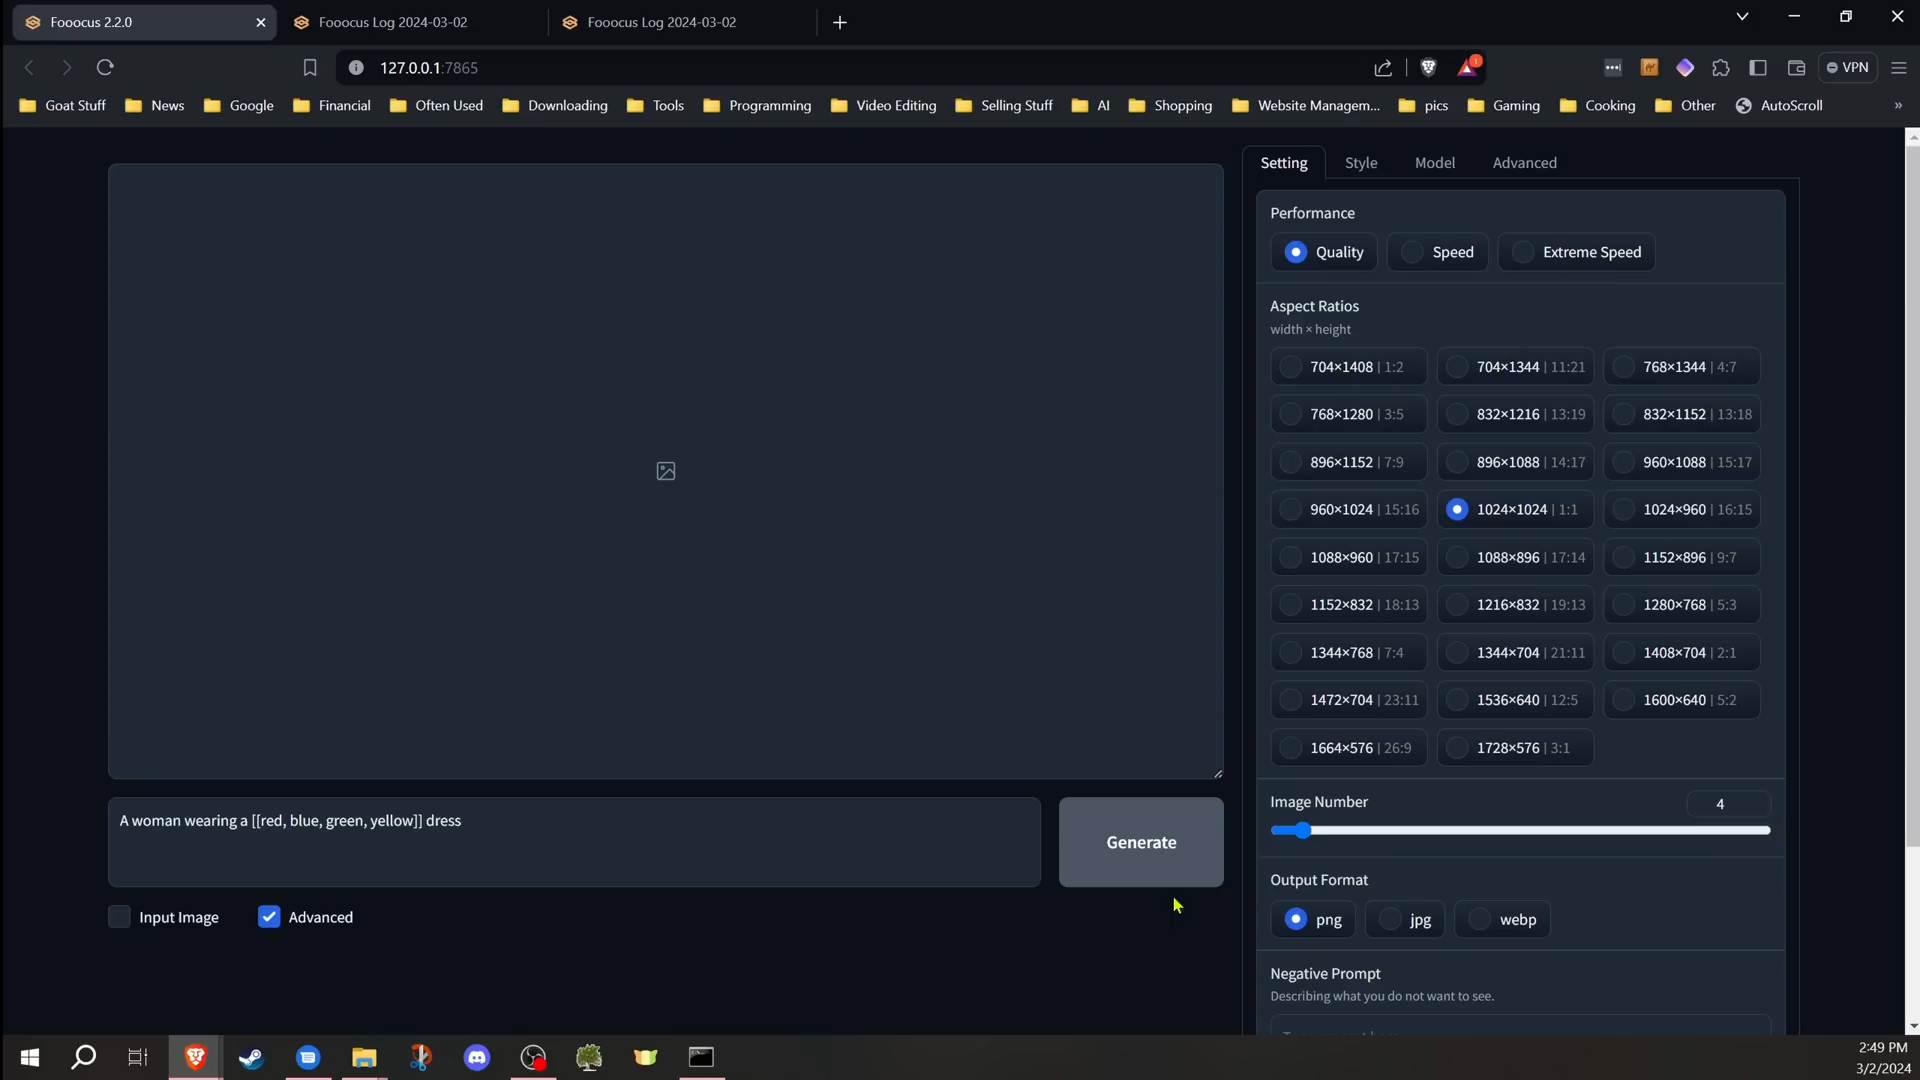 Fooocus 2.2.0
Fooocus Log 2024-03-02
Fooocus Log 2024-03-02
127.0.0.1:7865
1
VPN
Goat Stuff
News
Google
Financial
Often Used
Downloading
Tools
Programming
Video Editing
Selling Stuff
AI
Shopping
Website Managem...
pics
Gaming
Cooking
Other
AutoScroll
Setting
Style
Model
Advanced
Performance
Quality
Speed
Extreme Speed
Aspect Ratios
width × height
704×1408 | 1:2
704×1344 | 11:21
768×1344 | 4:7
768×1280 | 3:5
832×1216 | 13:19
832×1152 | 13:18
896×1152 | 7:9
896×1088 | 14:17
960×1088 | 15:17
960×1024 | 15:16
1024×1024 | 1:1
1024×960 | 16:15
1088×960 | 17:15
1088×896 | 17:14
1152×896 | 9:7
1152×832 | 18:13
1216×832 | 19:13
1280×768 | 5:3
1344×768 | 7:4
1344×704 | 21:11
1408×704 | 2:1
1472×704 | 23:11
1536×640 | 12:5
1600×640 | 5:2
1664×576 | 26:9
1728×576 | 3:1
Image Number
4
A woman wearing a [[red, blue, green, yellow]] dress
Generate
Input Image
Advanced
Output Format
png
jpg
webp
Negative Prompt
Describing what you do not want to see.
2:49 PM
3/2/2024